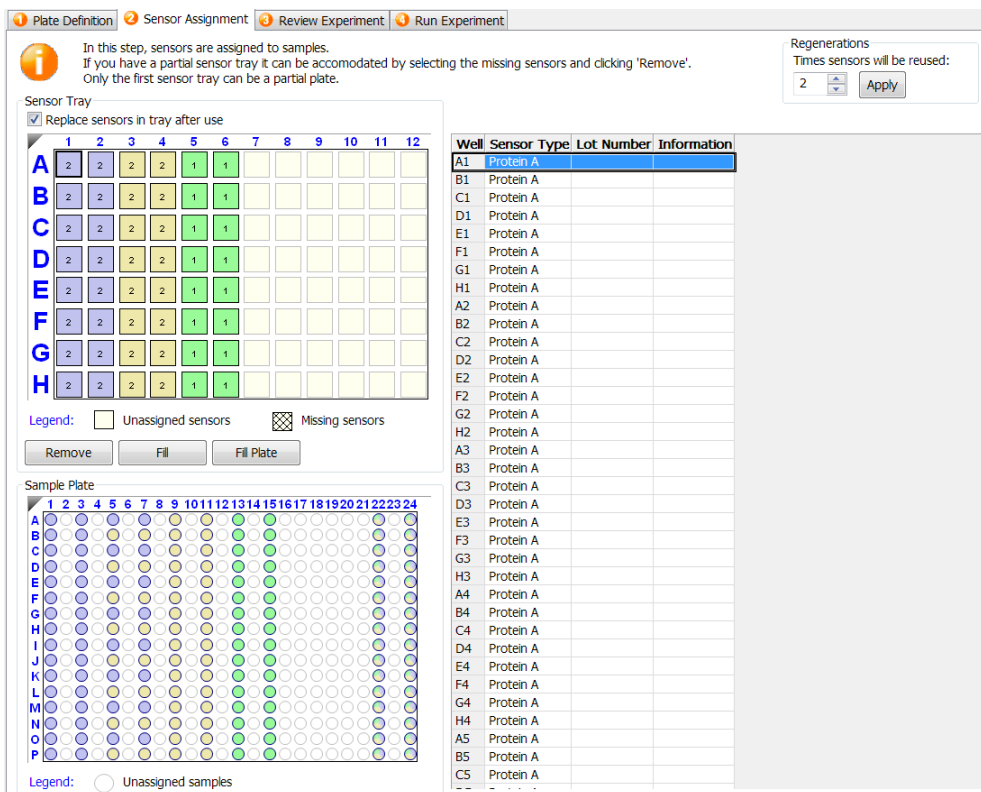 1 Plate Definition 2 Sensor Assignment 3 Review Experiment 4 Run Experiment
In this step, sensors are assigned to samples.
If you have a partial sensor tray it can be accomodated by selecting the missing sensors and clicking 'Remove'.
Only the first sensor tray can be a partial plate.
Regenerations
Times sensors will be reused:
2 Apply
Sensor Tray
Replace sensors in tray after use
1 2 3 4 5 6 7 8 9 10 11 12
A 2 2 2 2 1 1
B 2 2 2 2 1 1
C 2 2 2 2 1 1
D 2 2 2 2 1 1
E 2 2 2 2 1 1
F 2 2 2 2 1 1
G 2 2 2 2 1 1
H 2 2 2 2 1 1
Legend: Unassigned sensors Missing sensors
Remove Fill Fill Plate
Sample Plate
1 2 3 4 5 6 7 8 9 10 11 12 13 14 15 16 17 18 19 20 21 22 23 24
A
B
C
D
E
F
G
H
I
J
K
L
M
N
O
P
Legend: Unassigned samples
Well Sensor Type Lot Number Information
A1 Protein A
B1 Protein A
C1 Protein A
D1 Protein A
E1 Protein A
F1 Protein A
G1 Protein A
H1 Protein A
A2 Protein A
B2 Protein A
C2 Protein A
D2 Protein A
E2 Protein A
F2 Protein A
G2 Protein A
H2 Protein A
A3 Protein A
B3 Protein A
C3 Protein A
D3 Protein A
E3 Protein A
F3 Protein A
G3 Protein A
H3 Protein A
A4 Protein A
B4 Protein A
C4 Protein A
D4 Protein A
E4 Protein A
F4 Protein A
G4 Protein A
H4 Protein A
A5 Protein A
B5 Protein A
C5 Protein A